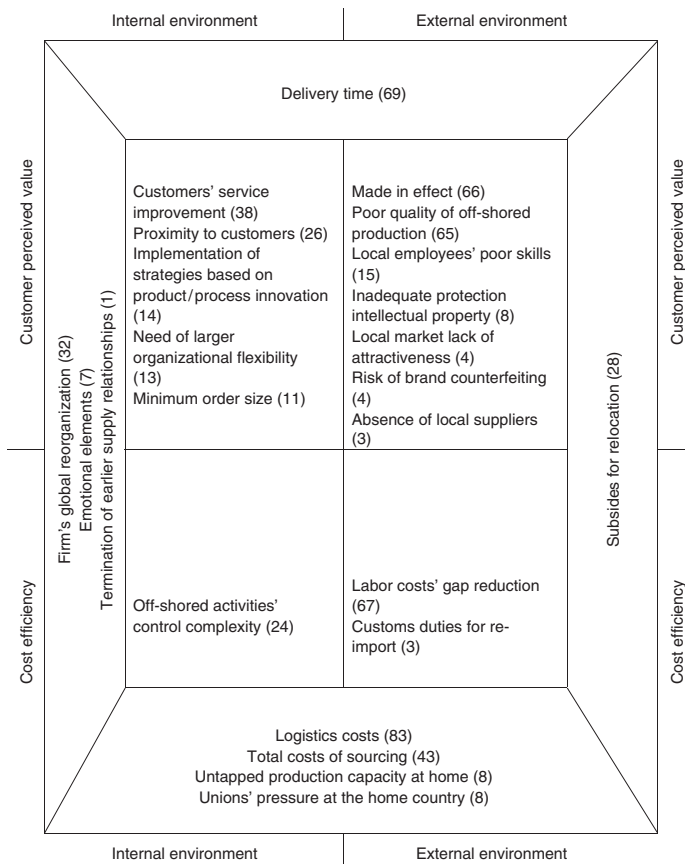 Internal environment
External environment
Delivery time (69)
Customer perceived value
Customer perceived value
Customers' service
improvement (38)
Proximity to customers (26)
Implementation of
strategies based on
product/process innovation
(14)
Need of larger
organizational flexibility
(13)
Minimum order size (11)
Made in effect (66)
Poor quality of off-shored
production (65)
Local employees' poor skills
(15)
Inadequate protection
intellectual property (8)
Local market lack of
attractiveness (4)
Risk of brand counterfeiting
(4)
Absence of local suppliers
(3)
Firm's global reorganization (32)
Emotional elements (7)
Termination of earlier supply relationships (1)
Subsides for relocation (28)
Cost efficiency
Cost efficiency
Off-shored activities'
control complexity (24)
Labor costs' gap reduction
(67)
Customs duties for re-
import (3)
Logistics costs (83)
Total costs of sourcing (43)
Untapped production capacity at home (8)
Unions' pressure at the home country (8)
Internal environment
External environment